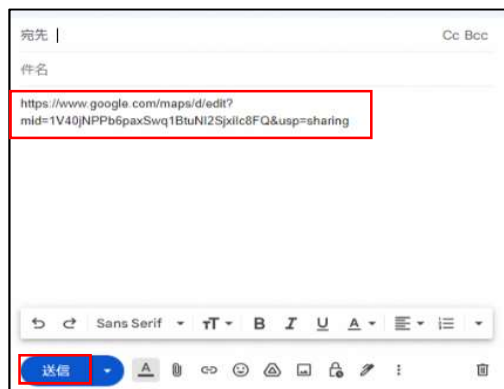 宛先 Cc Bcc
件名
https://www.google.com/maps/d/edit?
mid=1V40jNPPb6paxSwq1BtuNI2Sjxilc8FQ&usp=sharing
Sans Serif B I U A
送信 A